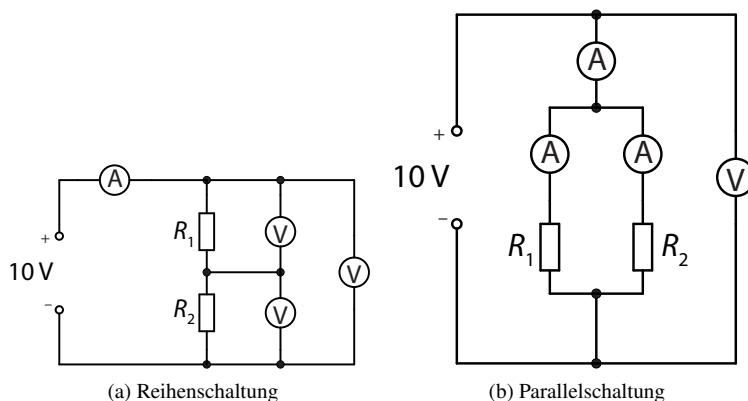 A
+
10 V
−
R1
R2
V
V
V
(a) Reihenschaltung
A
+
10 V
−
A
A
V
R1
R2
(b) Parallelschaltung